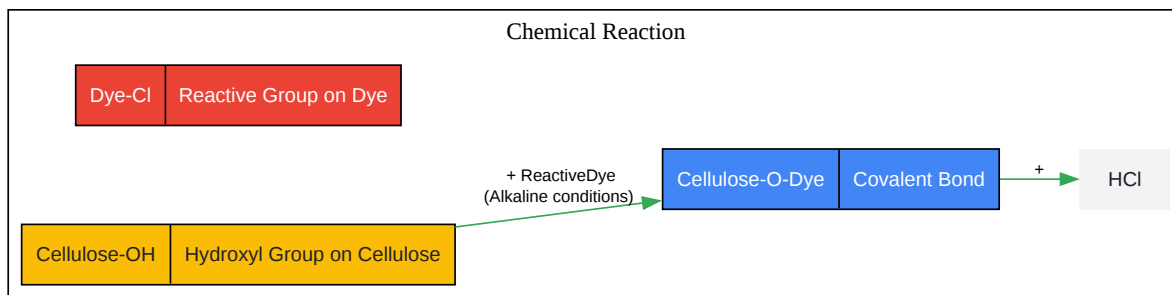 Chemical Reaction
Dye-Cl
Reactive Group on Dye
+ ReactiveDye
(Alkaline conditions)
Cellulose-O-Dye
Covalent Bond
+
HCl
Cellulose-OH
Hydroxyl Group on Cellulose